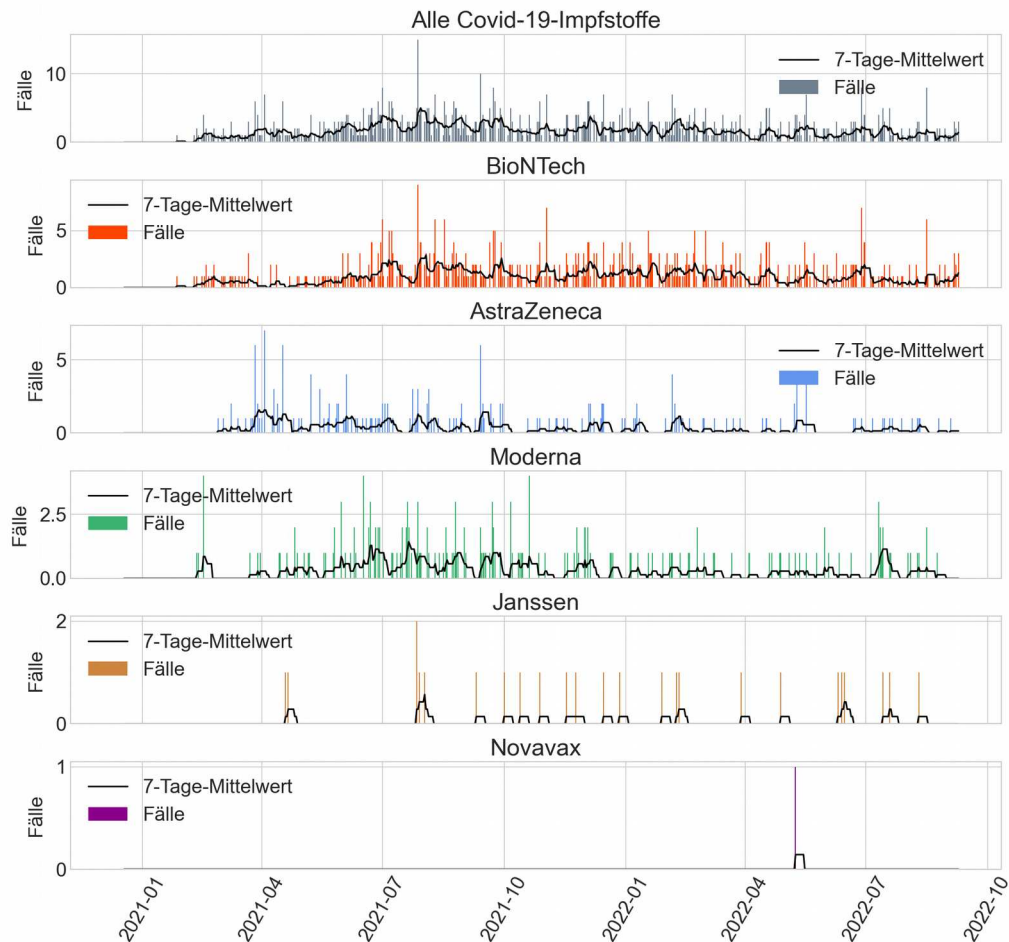 Alle Covid-19-Impfstoffe
Fälle
10
0
7-Tage-Mittelwert
Fälle
BioNTech
Fälle
5
0
7-Tage-Mittelwert
Fälle
AstraZeneca
Fälle
5
0
7-Tage-Mittelwert
Fälle
Moderna
Fälle
2.5
0.0
7-Tage-Mittelwert
Fälle
Janssen
Fälle
2
0
7-Tage-Mittelwert
Fälle
Novavax
Fälle
1
0
7-Tage-Mittelwert
Fälle
2021-01
2021-04
2021-07
2021-10
2022-01
2022-04
2022-07
2022-10